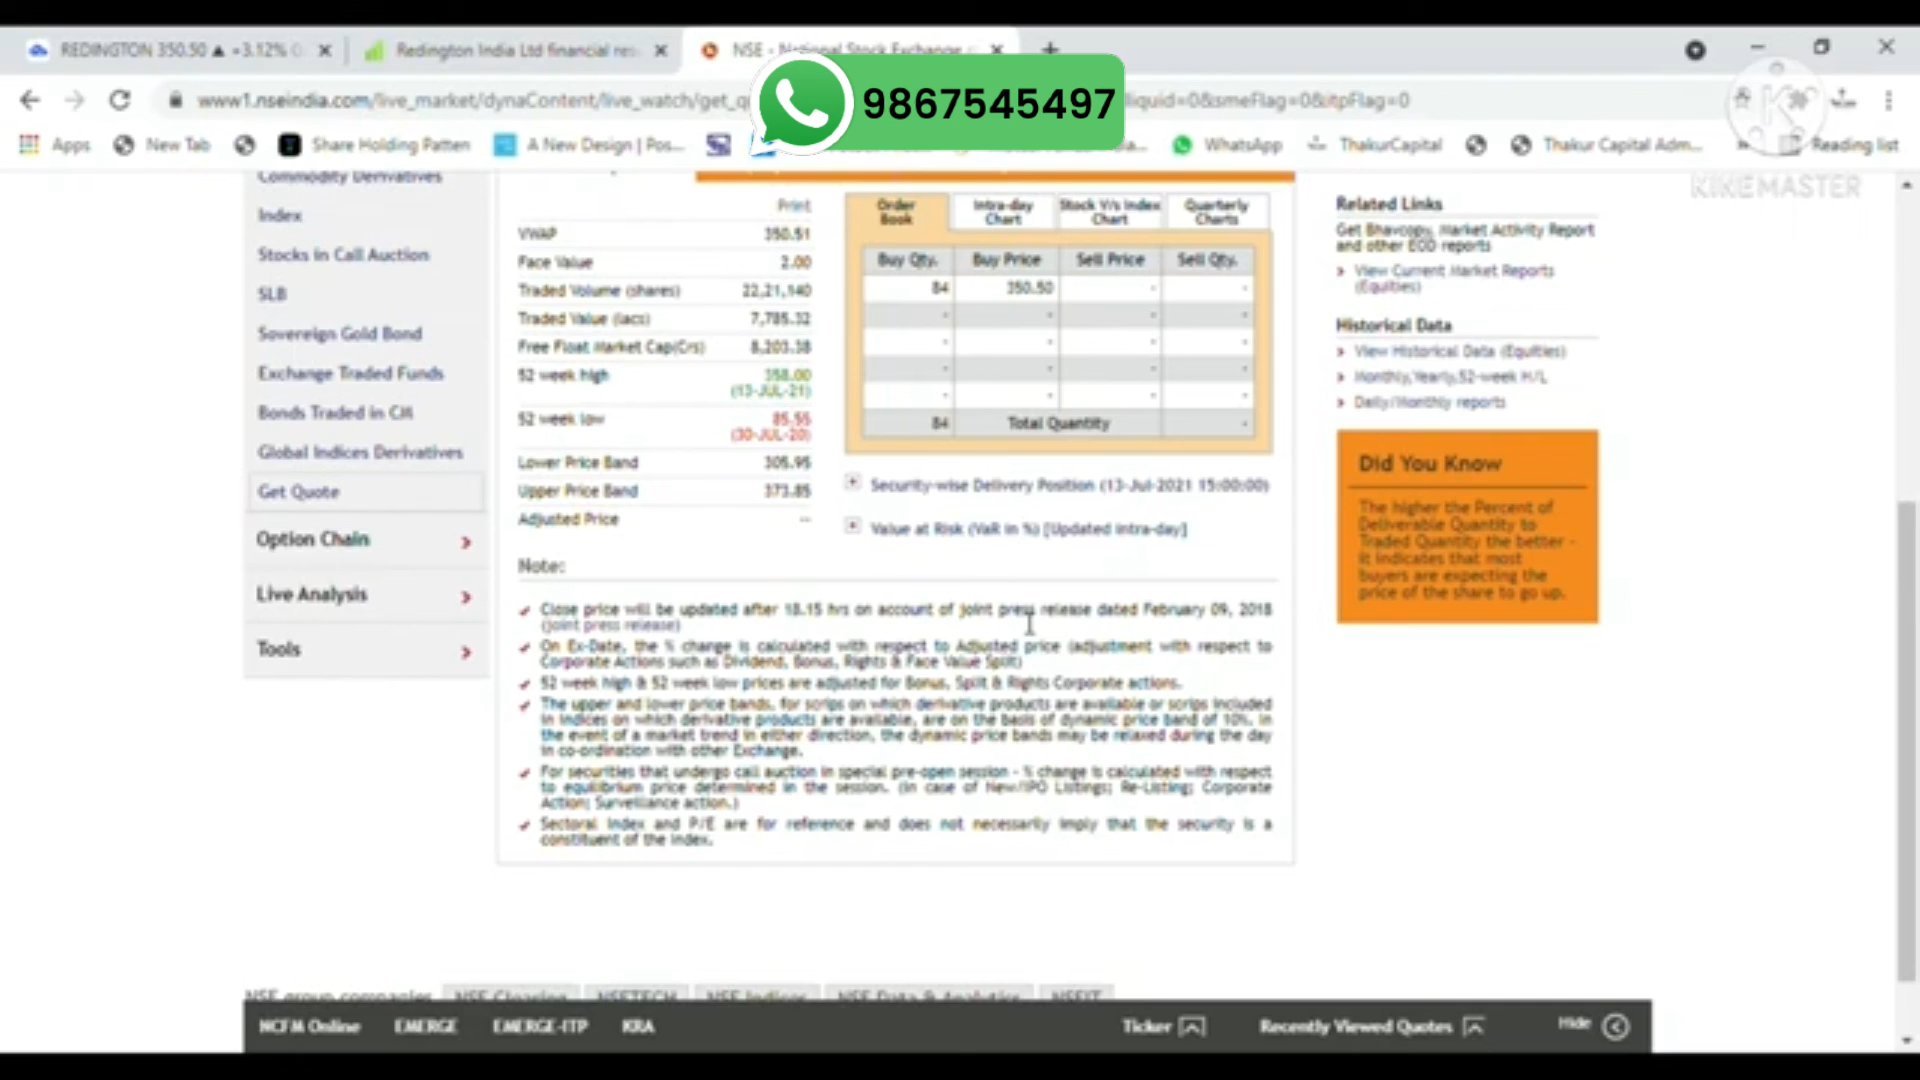 REDINGTON 350.50 ▲ +3.12%
Redington India Ltd financial res
NSE - National Stock Exchange
www1.nseindia.com/live_market/dynaContent/live_watch/get_q
liquid=0&smeFlag=0&itpFlag=0
9867545497
Apps
New Tab
Share Holding Patten
A New Design | Pos...
WhatsApp
ThakurCapital
Thakur Capital Adm...
Reading list
KINEMASTER
Commodity Derivatives
Index
Stocks in Call Auction
SLB
Sovereign Gold Bond
Exchange Traded Funds
Bonds Traded in CM
Global Indices Derivatives
Get Quote
Option Chain
Live Analysis
Tools
Print
VWAP 350.51
Face Value 2.00
Traded Volume (shares) 22,21,140
Traded Value (lacs) 7,785.32
Free Float Market Cap(Crs) 8,203.38
52 week high 358.00
(13-JUL-21)
52 week low 85.55
(30-JUL-20)
Lower Price Band 305.95
Upper Price Band 373.85
Adjusted Price --
Order Book
Intra-day Chart
Stock V/s Index Chart
Quarterly Charts
Buy Qty. Buy Price Sell Price Sell Qty.
84 350.50 - -
- - - -
- - - -
- - - -
- - - -
84 Total Quantity -
Security-wise Delivery Position (13-Jul-2021 15:00:00)
Value at Risk (VaR in %) [Updated intra-day]
Note:
Close price will be updated after 18.15 hrs on account of joint press release dated February 09, 2018
(joint press release)
On Ex-Date, the % change is calculated with respect to Adjusted price (adjustment with respect to
Corporate Actions such as Dividend, Bonus, Rights & Face Value Split)
52 week high & 52 week low prices are adjusted for Bonus, Split & Rights Corporate actions.
The upper and lower price bands, for scrips on which derivative products are available or scrips included
in indices on which derivative products are available, are on the basis of dynamic price band of 10%. In
the event of a market trend in either direction, the dynamic price bands may be relaxed during the day
in co-ordination with other Exchange.
For securities that undergo call auction in special pre-open session - % change is calculated with respect
to equilibrium price determined in the session. (In case of New/IPO Listings; Re-Listing; Corporate
Action; Surveillance action.)
Sectoral Index and P/E are for reference and does not necessarily imply that the security is a
constituent of the index.
Related Links
Get Bhavcopy, Market Activity Report
and other EOD reports
View Current Market Reports
(Equities)
Historical Data
View Historical Data (Equities)
Monthly,Yearly,52-week H/L
Daily/Monthly reports
Did You Know
The higher the Percent of
Deliverable Quantity to
Traded Quantity the better -
it indicates that most
buyers are expecting the
price of the share to go up.
NSE group companies NSE Clearing NSETECH NSE Indices NSE Data & Analytics NSEIT
NCFM Online EMERGE EMERGE-ITP KRA
Ticker
Recently Viewed Quotes
Hide